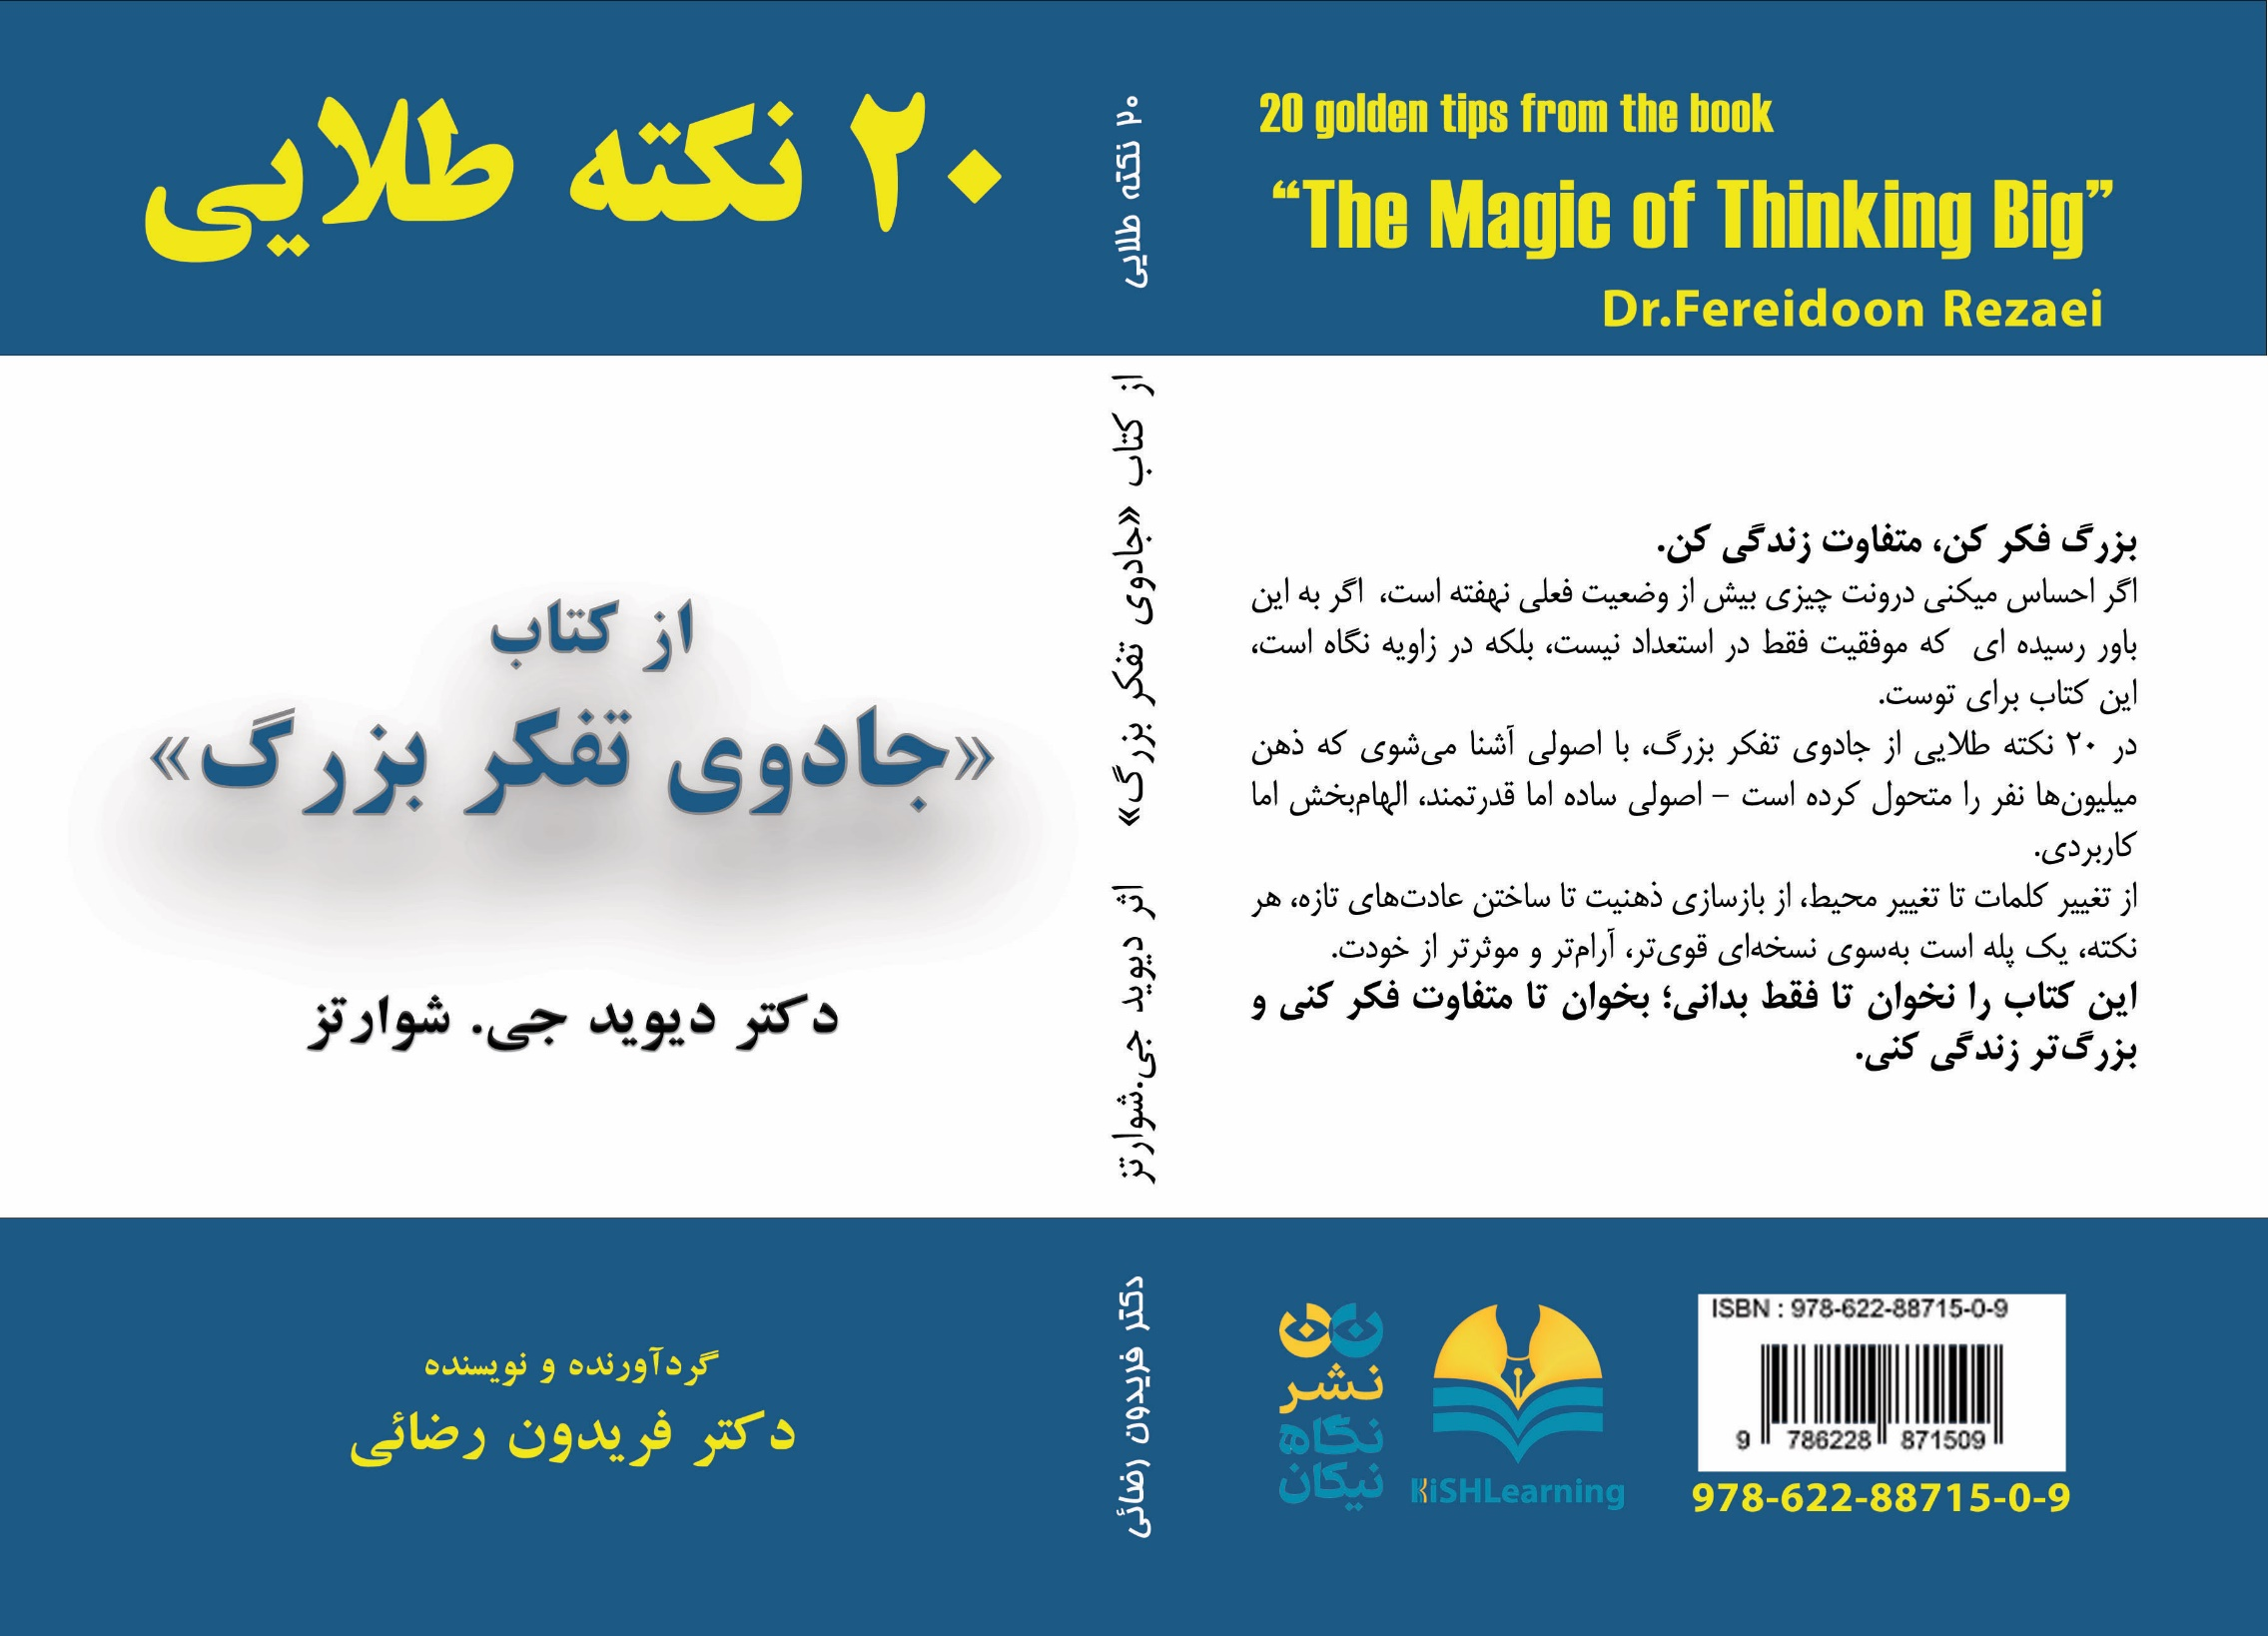 ۲۰ نکته طلایی
از کتاب
«جادوی تفکر بزرگ»
دکتر دیوید جی. شوارتز
گردآورنده و نویسنده
دکتر فریدون رضائی
۲۰ نکته طلایی
از کتاب «جادوی تفکر بزرگ» اثر دیوید جی.شوارتز
دکتر فریدون رضائی
20 golden tips from the book
“The Magic of Thinking Big”
Dr.Fereidoon Rezaei
بزرگ فکر کن، متفاوت زندگی کن.
اگر احساس میکنی درونت چیزی بیش از وضعیت فعلی نهفته است، اگر به این
باور رسیده ای که موفقیت فقط در استعداد نیست، بلکه در زاویه نگاه است،
این کتاب برای توست.
در ۲۰ نکته طلایی از جادوی تفکر بزرگ، با اصولی آشنا می‌شوی که ذهن
میلیون‌ها نفر را متحول کرده است – اصولی ساده اما قدرتمند، الهام‌بخش اما
کاربردی.
از تغییر کلمات تا تغییر محیط، از بازسازی ذهنیت تا ساختن عادت‌های تازه، هر
نکته، یک پله است به‌سوی نسخه‌ای قوی‌تر، آرام‌تر و موثرتر از خودت.
این کتاب را نخوان تا فقط بدانی؛ بخوان تا متفاوت فکر کنی و
بزرگ‌تر زندگی کنی.
نشر
نگاه
نیکان
KiSHLearning
ISBN : 978-622-88715-0-9
9 786228 871509
978-622-88715-0-9